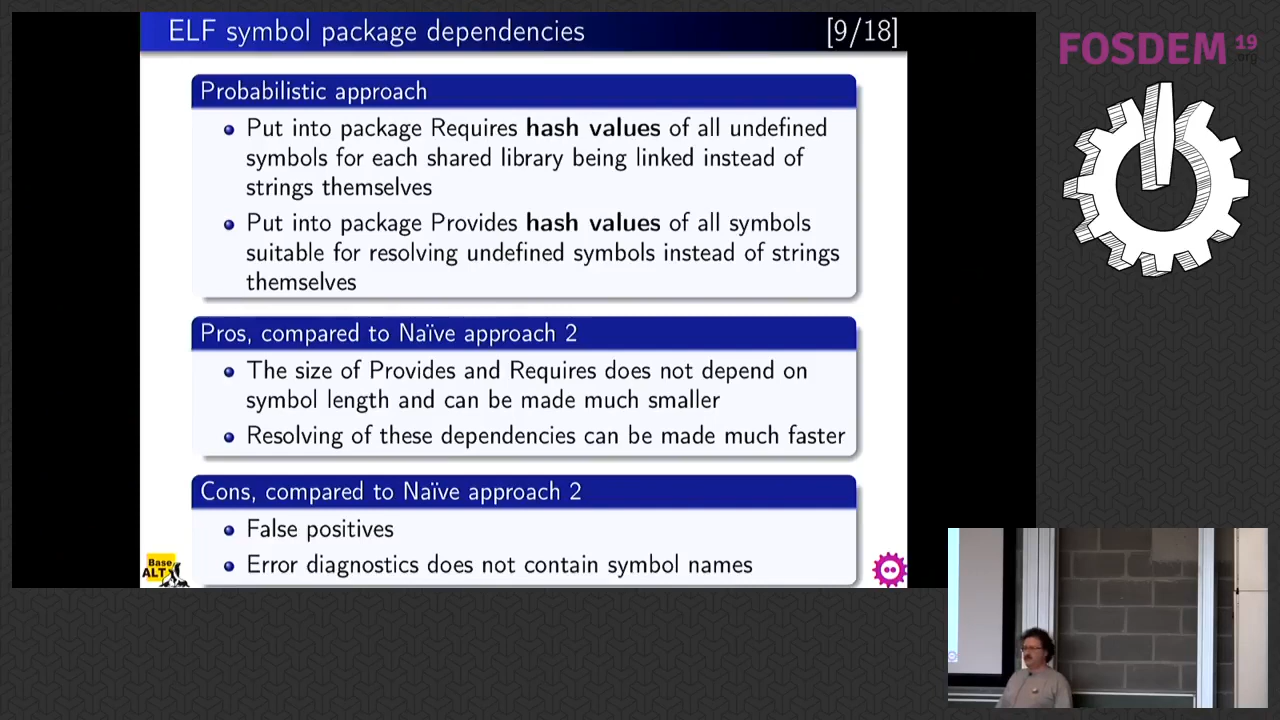 ELF symbol package dependencies [9/18]
Probabilistic approach
Put into package Requires hash values of all undefined
symbols for each shared library being linked instead of
strings themselves
Put into package Provides hash values of all symbols
suitable for resolving undefined symbols instead of strings
themselves
Pros, compared to Naïve approach 2
The size of Provides and Requires does not depend on
symbol length and can be made much smaller
Resolving of these dependencies can be made much faster
Cons, compared to Naïve approach 2
False positives
Error diagnostics does not contain symbol names
Base
ALT
FOSDEM 19
.org